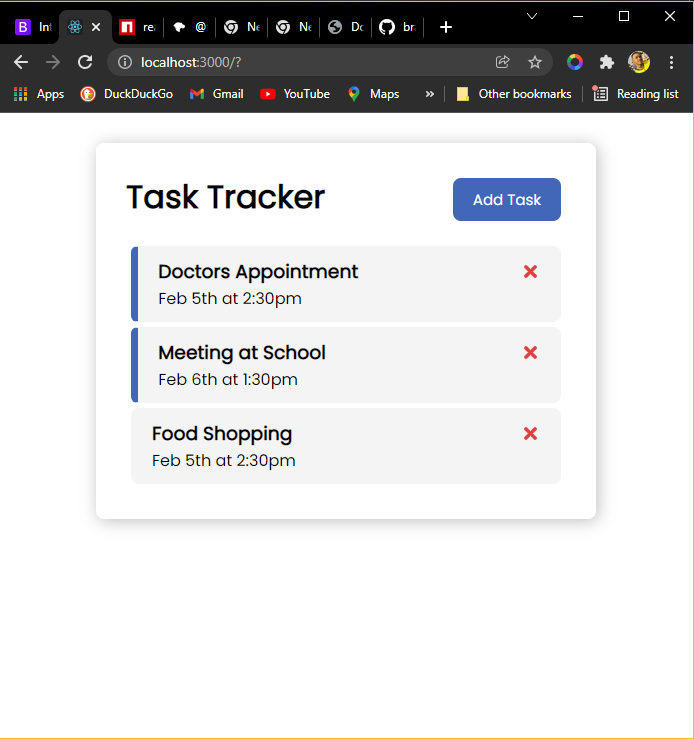 Int
rea
@
Ne
Ne
Do
br
localhost:3000/?
Apps
DuckDuckGo
Gmail
YouTube
Maps
»
Other bookmarks
Reading list
Task Tracker
Add Task
Doctors Appointment
Feb 5th at 2:30pm
Meeting at School
Feb 6th at 1:30pm
Food Shopping
Feb 5th at 2:30pm